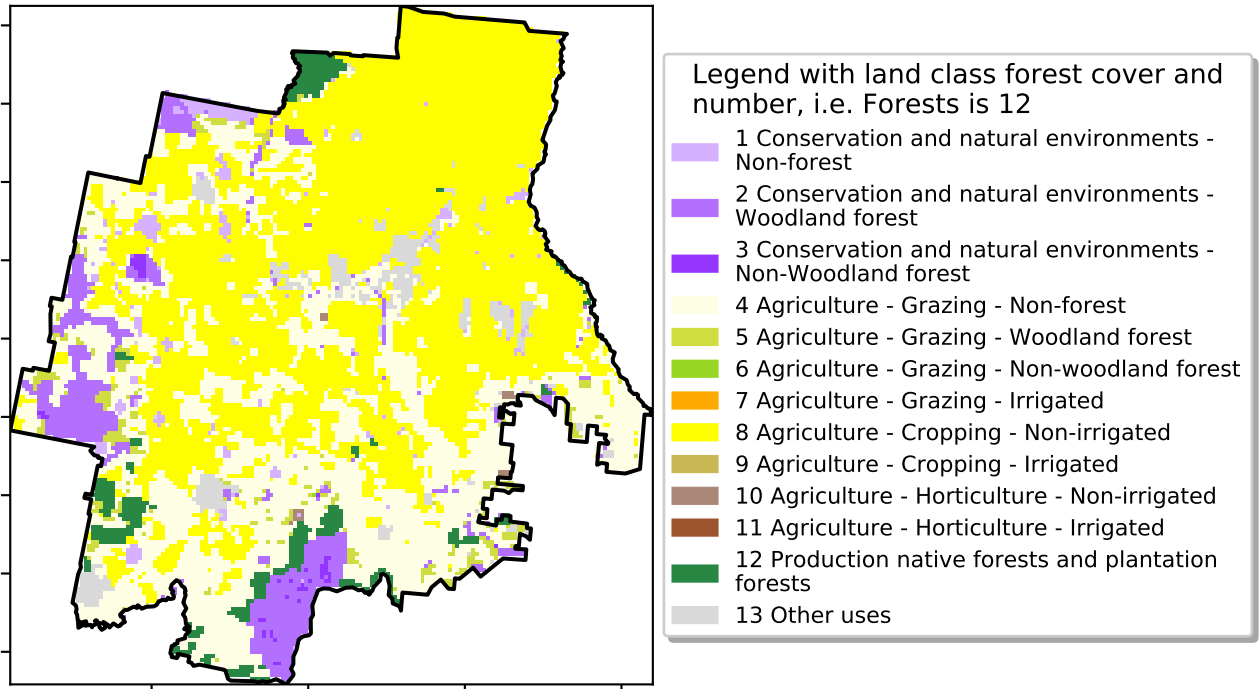 Legend with land class forest cover and
number, i.e. Forests is 12
1 Conservation and natural environments -
Non-forest
2 Conservation and natural environments -
Woodland forest
3 Conservation and natural environments -
Non-Woodland forest
4 Agriculture - Grazing - Non-forest
5 Agriculture - Grazing - Woodland forest
6 Agriculture - Grazing - Non-woodland forest
7 Agriculture - Grazing - Irrigated
8 Agriculture - Cropping - Non-irrigated
9 Agriculture - Cropping - Irrigated
10 Agriculture - Horticulture - Non-irrigated
11 Agriculture - Horticulture - Irrigated
12 Production native forests and plantation
forests
13 Other uses